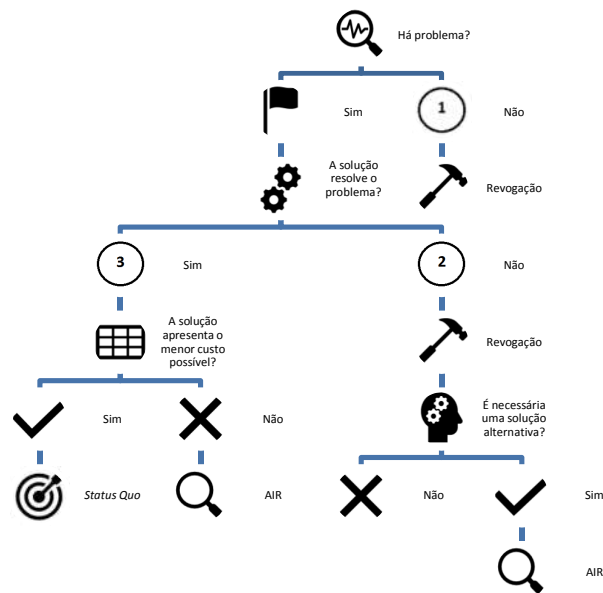 Há problema?
Sim
1
Não
A solução
resolve o
problema?
Revogação
3
Sim
2
Não
A solução
apresenta o
menor custo
possível?
Revogação
Sim
Não
É necessária
uma solução
alternativa?
Status Quo
AIR
Não
Sim
AIR